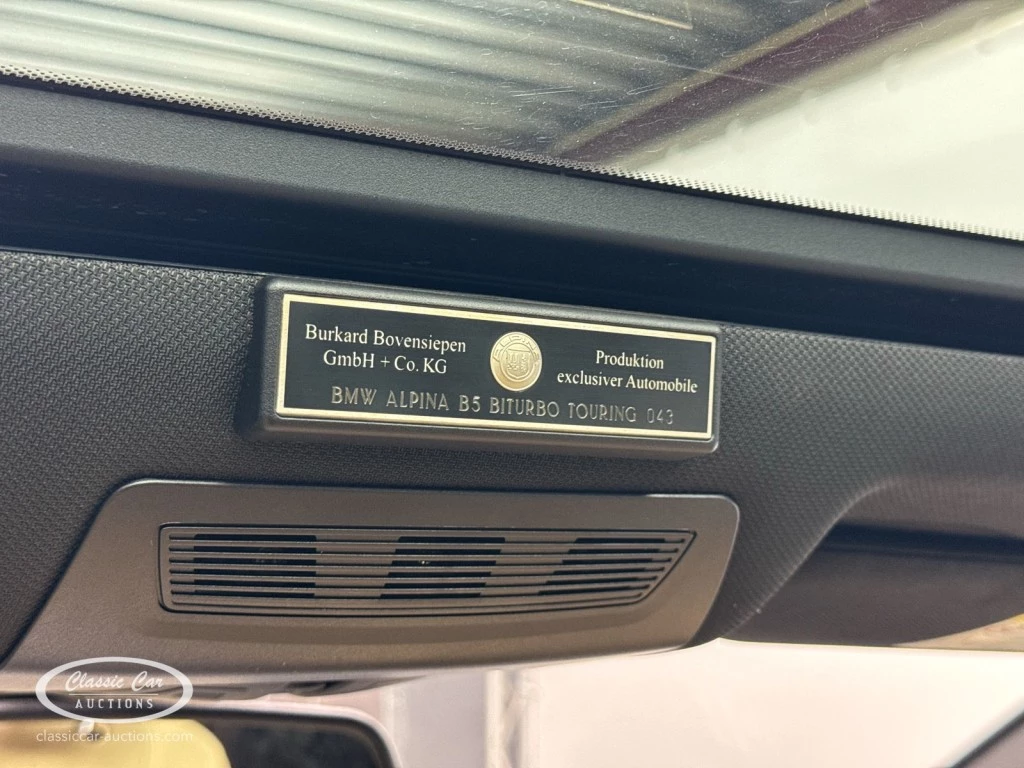 Burkard Bovensiepen
GmbH + Co. KG
Produktion
exclusiver Automobile
BMW ALPINA B5 BITURBO TOURING 043
Classic Car
AUCTIONS
classiccar-auctions.com